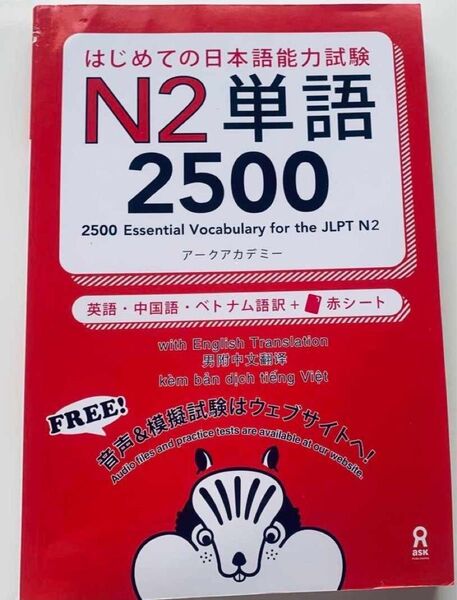 はじめての日本語能力試験
N2単語
2500
2500 Essential Vocabulary for the JLPT N2
アークアカデミー
英語・中国語・ベトナム語訳+赤シート
with English Translation
男附中文翻译
kèm bản dịch tiếng Việt
FREE!
音声&模擬試験はウェブサイトへ!
Audio files and practice tests are available at our website.
ask
PUBLISHING